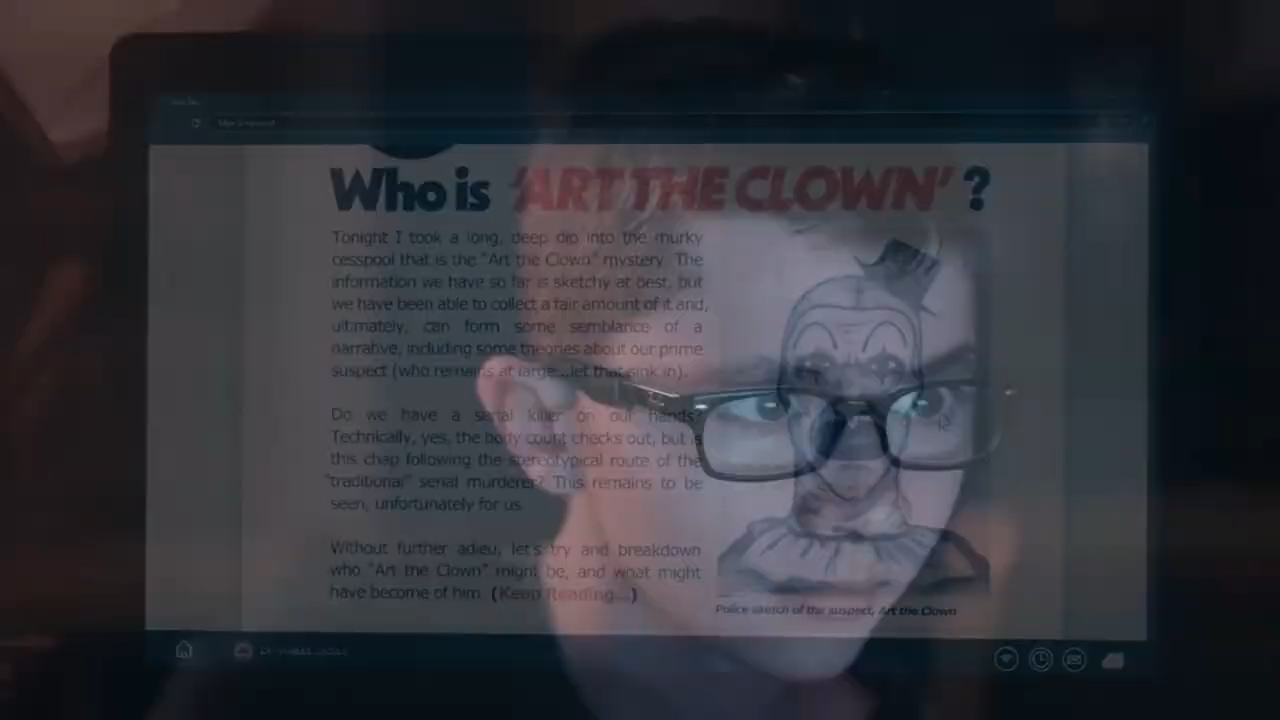 Who is 'ART THE CLOWN' ?
Tonight I took a long, deep dip into the murky
cesspool that is the "Art the Clown" mystery. The
information we have so far is sketchy at best, but
we have been able to collect a fair amount of it and,
ultimately, can form some semblance of a
narrative, including some theories about our prime
suspect (who remains at large...let that sink in).
Do we have a serial killer on our hands?
Technically, yes, the body count checks out, but is
this chap following the stereotypical route of the
"traditional" serial murderer? This remains to be
seen, unfortunately for us.
Without further adieu, let's try and breakdown
who "Art the Clown" might be, and what might
have become of him. (Keep Reading...)
Police sketch of the suspect, Art the Clown